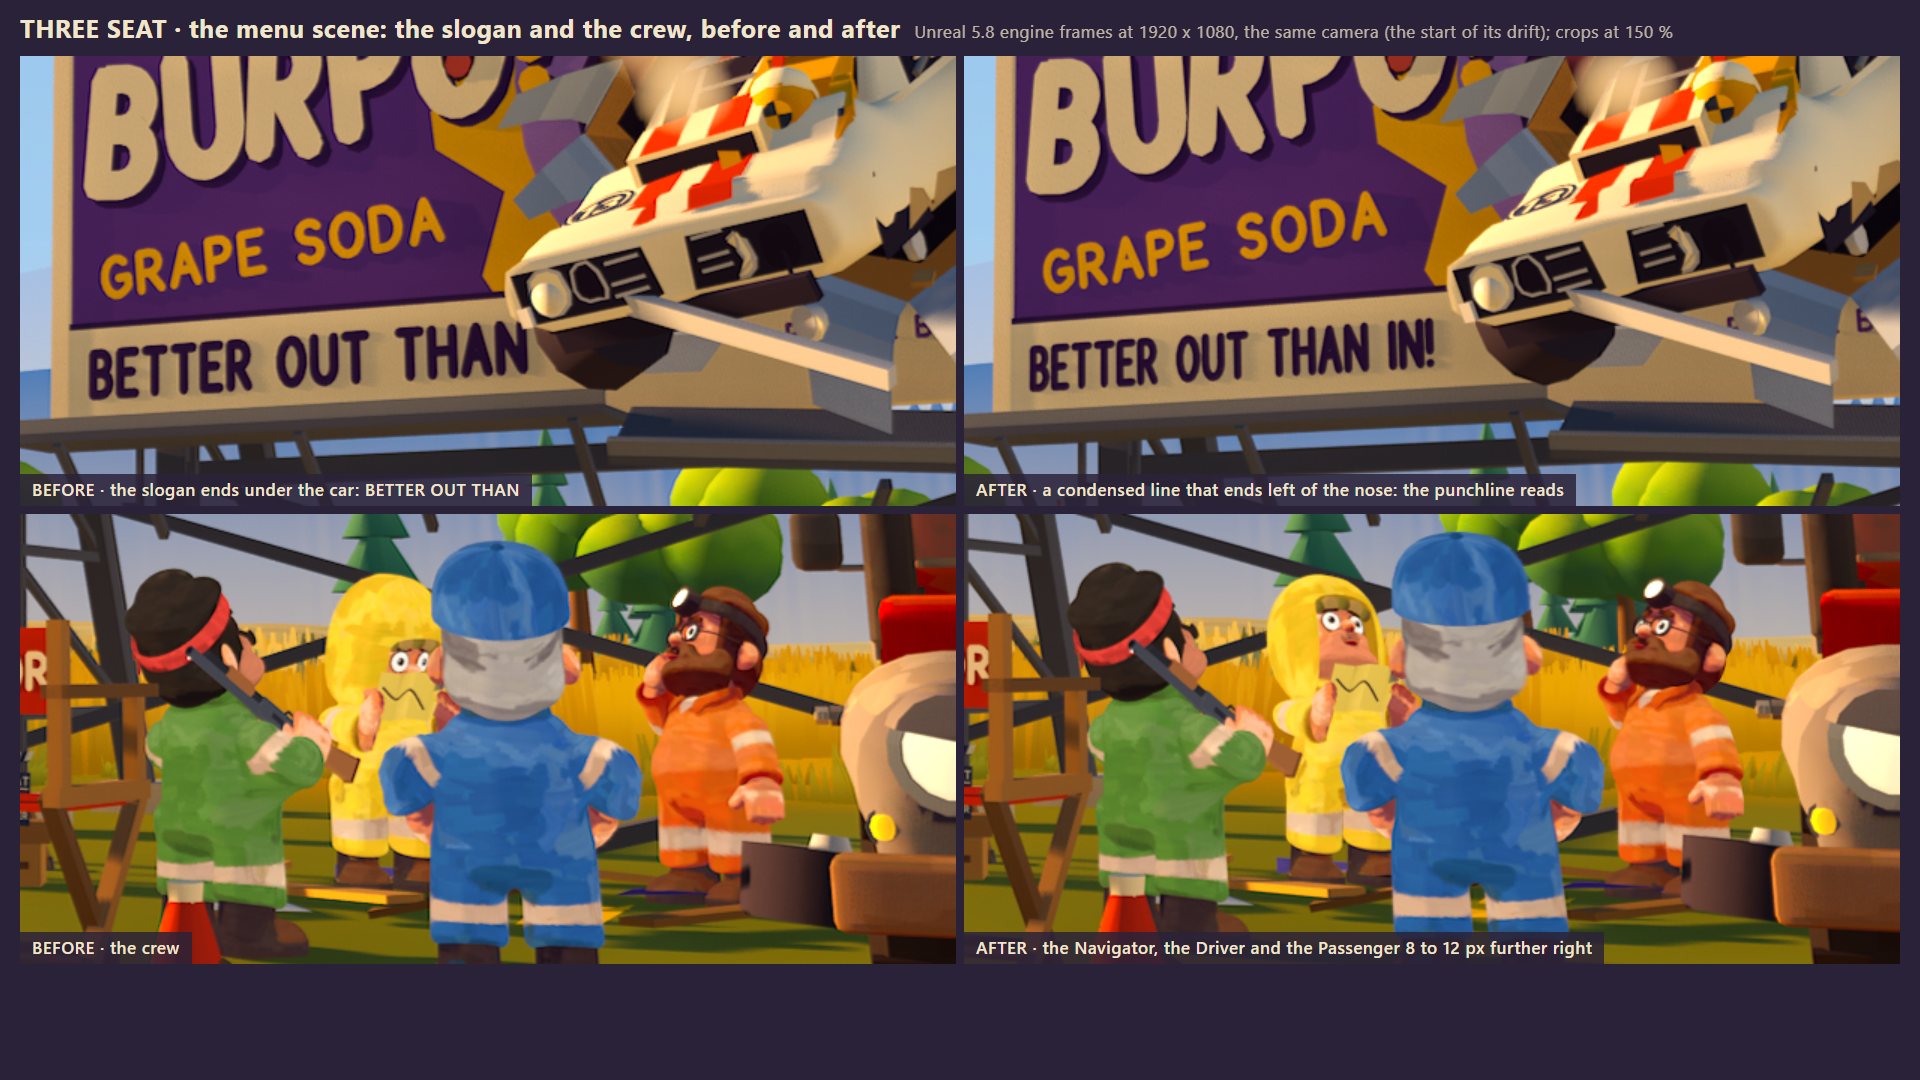 THREE SEAT · the menu scene: the slogan and the crew, before and after Unreal 5.8 engine frames at 1920 x 1080, the same camera (the start of its drift); crops at 150 %
BURPO
GRAPE SODA
BETTER OUT THAN
BEFORE · the slogan ends under the car: BETTER OUT THAN
BURPO
GRAPE SODA
BETTER OUT THAN IN!
AFTER · a condensed line that ends left of the nose: the punchline reads
BEFORE · the crew
AFTER · the Navigator, the Driver and the Passenger 8 to 12 px further right